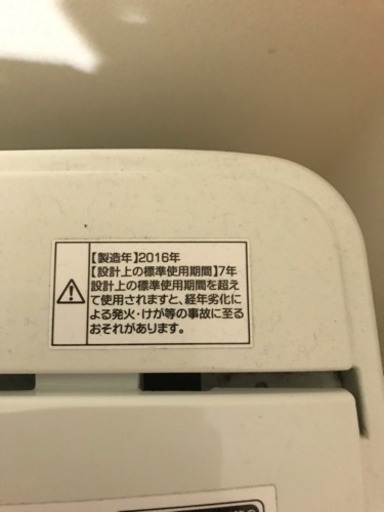 【製造年】2016年
【設計上の標準使用期間】7年
設計上の標準使用期間を超え
て使用されますと、経年劣化に
よる発火・けが等の事故に至る
おそれがあります。